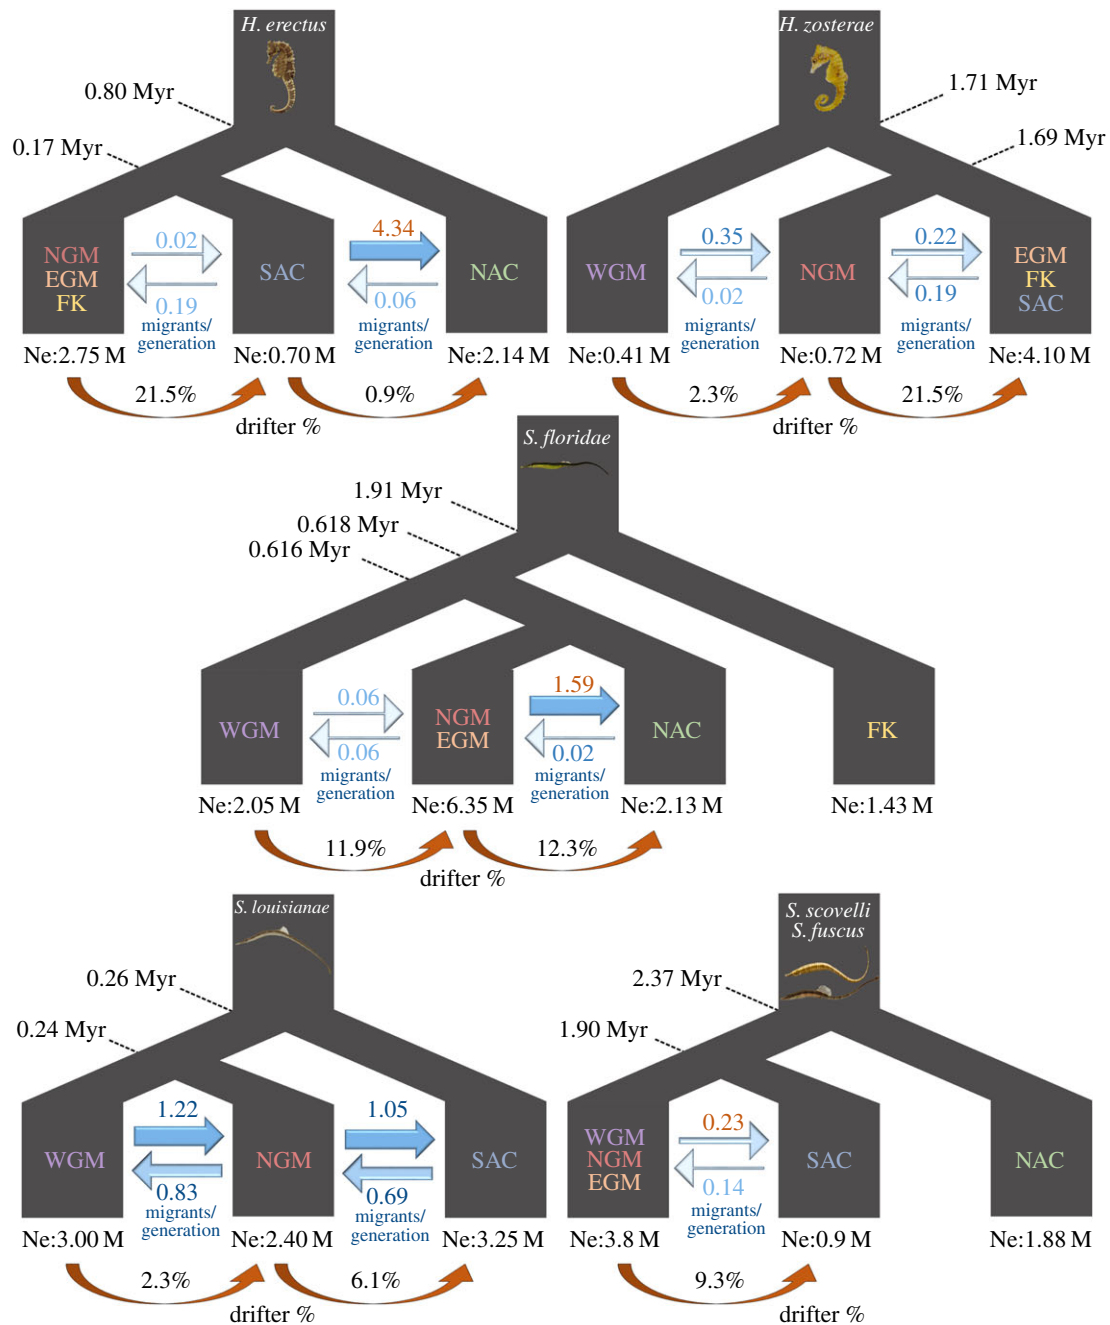 H. erectus
0.80 Myr
0.17 Myr
NGM
EGM
FK
0.02
0.19
migrants/
generation
SAC
4.34
0.06
NAC
Ne:2.75 M
Ne:0.70 M
Ne:2.14 M
21.5%
0.9%
drifter %
H. zosterae
1.71 Myr
1.69 Myr
WGM
0.35
0.02
migrants/
generation
NGM
0.22
0.19
migrants/
generation
EGM
FK
SAC
Ne:0.41 M
Ne:0.72 M
Ne:4.10 M
2.3%
21.5%
drifter %
S. floridae
1.91 Myr
0.618 Myr
0.616 Myr
WGM
0.06
0.06
migrants/
generation
NGM
EGM
1.59
0.02
migrants/
generation
NAC
FK
Ne:2.05 M
Ne:6.35 M
Ne:2.13 M
Ne:1.43 M
11.9%
12.3%
drifter %
S. louisianae
0.26 Myr
0.24 Myr
WGM
1.22
0.83
migrants/
generation
NGM
1.05
0.69
migrants/
generation
SAC
Ne:3.00 M
Ne:2.40 M
Ne:3.25 M
2.3%
6.1%
drifter %
S. scovelli
S. fuscus
2.37 Myr
1.90 Myr
WGM
NGM
EGM
0.23
0.14
migrants/
generation
SAC
NAC
Ne:3.8 M
Ne:0.9 M
Ne:1.88 M
9.3%
drifter %